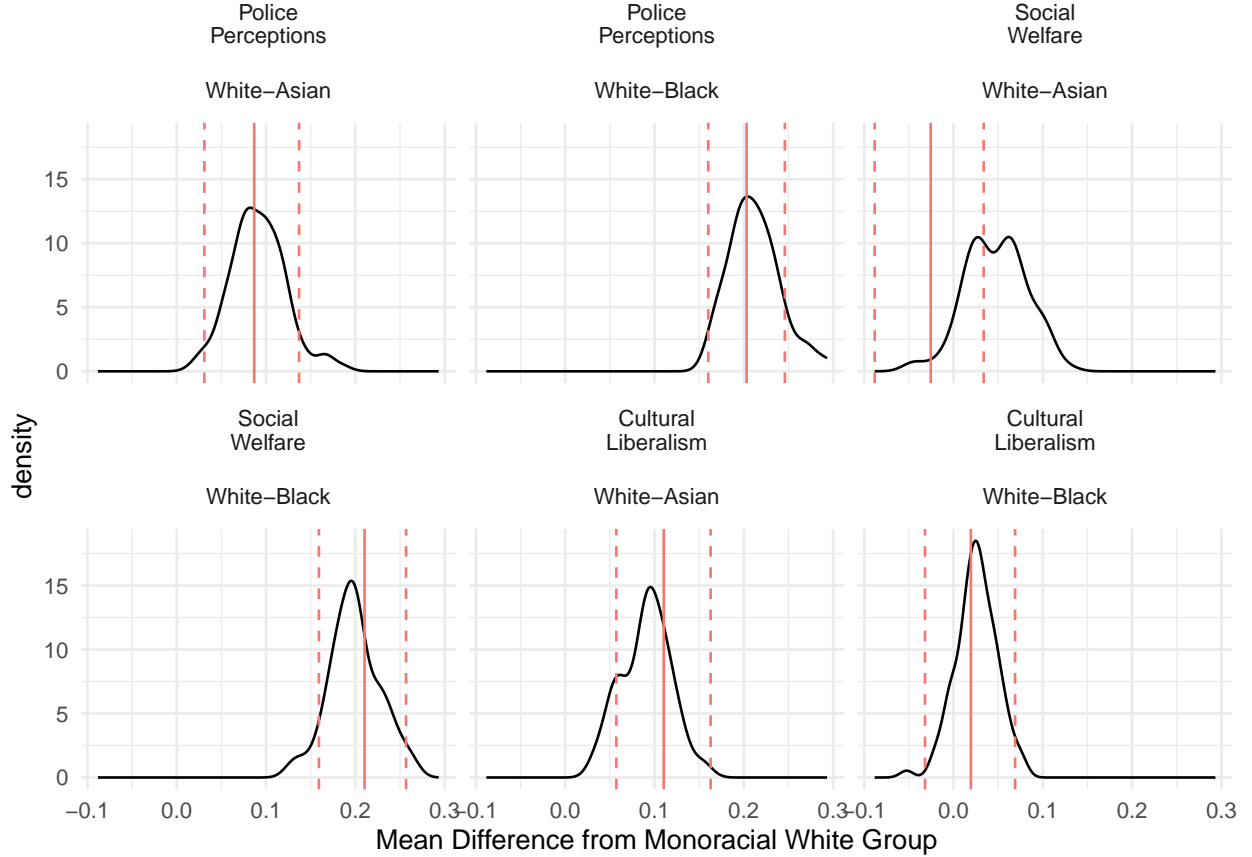 Police
Perceptions
White−Asian
Police
Perceptions
White−Black
Social
Welfare
White−Asian
15
10
5
0
Social
Welfare
White−Black
Cultural
Liberalism
White−Asian
Cultural
Liberalism
White−Black
density
15
10
5
0
−0.1 0.0 0.1 0.2 0.3 −0.1 0.0 0.1 0.2 0.3 −0.1 0.0 0.1 0.2 0.3
Mean Difference from Monoracial White Group